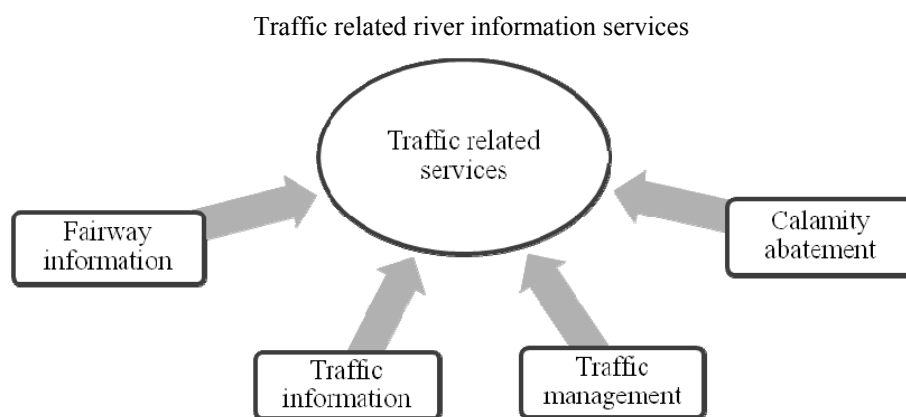 Traffic related river information services
Traffic related
services
Fairway
information
Calamity
abatement
Traffic
information
Traffic
management